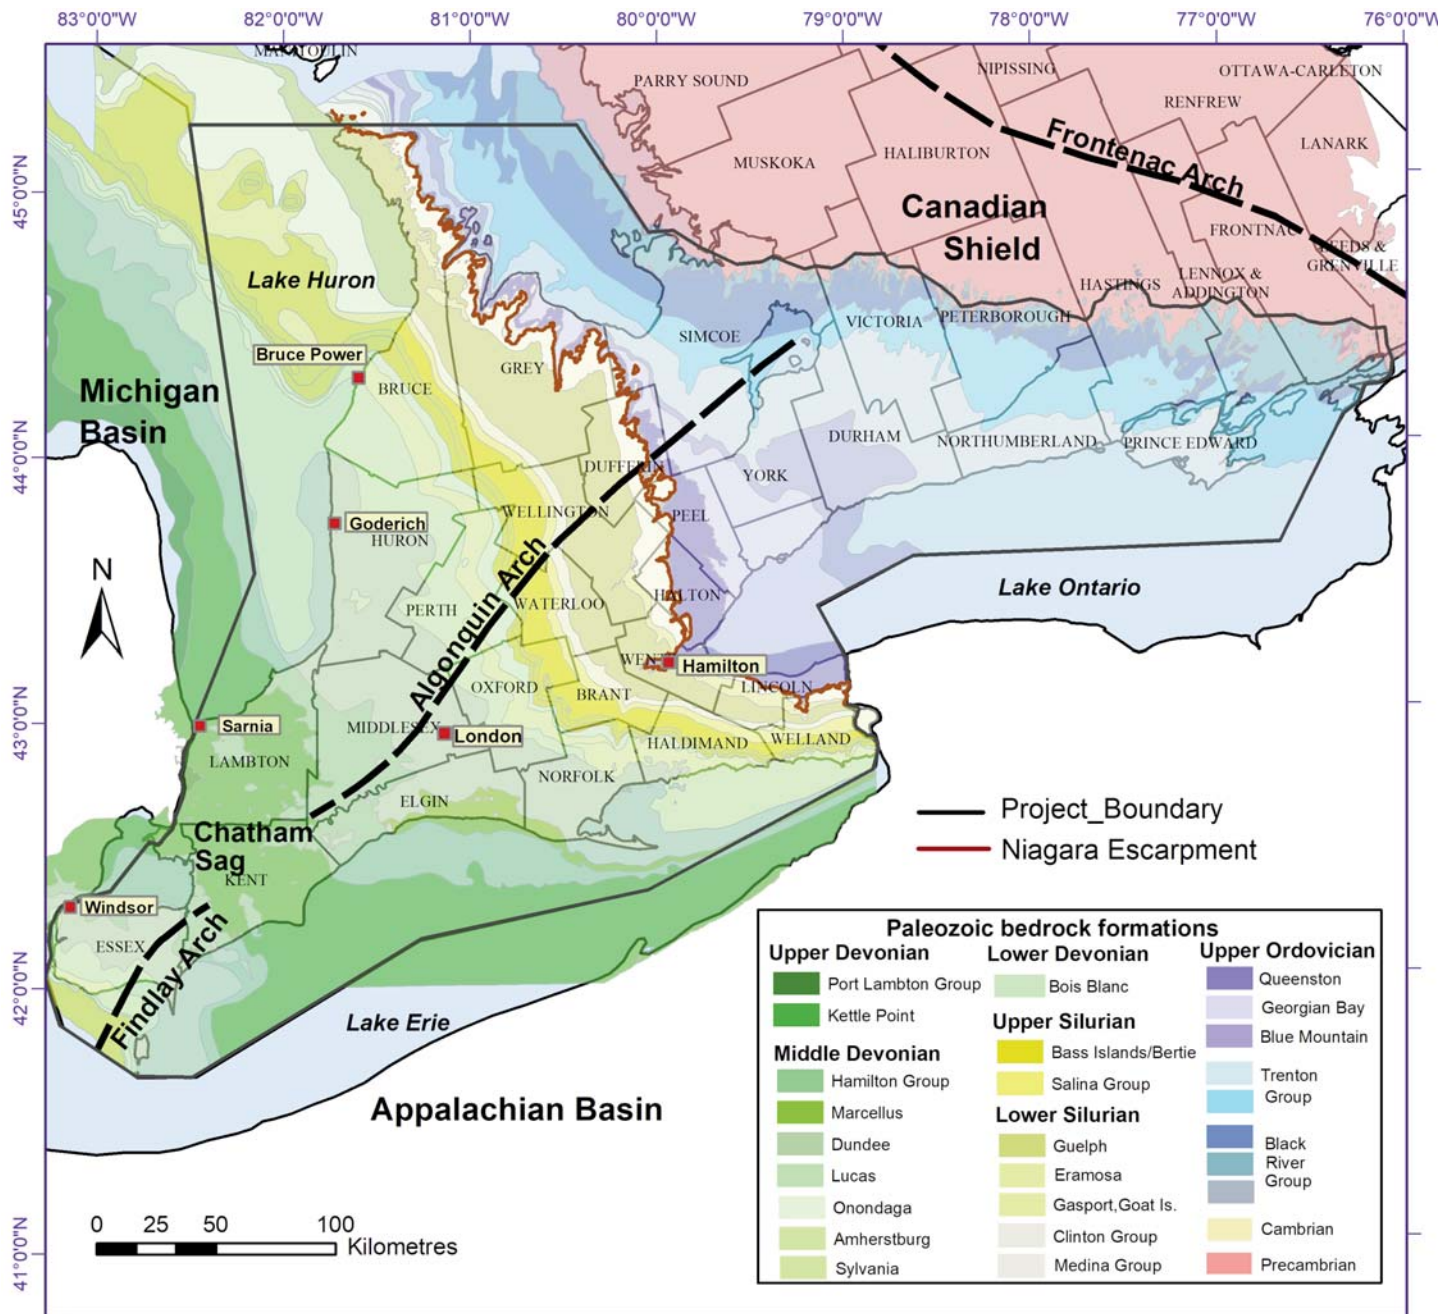 83°0'0"W
82°0'0"W
81°0'0"W
80°0'0"W
79°0'0"W
78°0'0"W
77°0'0"W
76°0'0"W
45°0'0"N
44°0'0"N
43°0'0"N
42°0'0"N
41°0'0"N
MANITOULIN
PARRY SOUND
NIPISSING
OTTAWA-CARLETON
RENFREW
LANARK
MUSKOKA
HALIBURTON
Frontenac Arch
Canadian
Shield
FRONTNAC
LEEDS &
GRENVILLE
HASTINGS
LENNOX &
ADDINGTON
Lake Huron
SIMCOE
VICTORIA
PETERBOROUGH
Bruce Power
BRUCE
GREY
Michigan
Basin
DURHAM
NORTHUMBERLAND
PRINCE EDWARD
DUFFERIN
YORK
WELLINGTON
PEEL
Goderich
HURON
N
Algonquin Arch
PERTH
WATERLOO
HALTON
Lake Ontario
WENT
Hamilton
OXFORD
BRANT
LINCOLN
Sarnia
MIDDLESEX
London
HALDIMAND
WELLAND
LAMBTON
NORFOLK
ELGIN
Chatham
Sag
KENT
Windsor
ESSEX
Findlay Arch
Lake Erie
Appalachian Basin
Project_Boundary
Niagara Escarpment
0 25 50 100
Kilometres
Paleozoic bedrock formations
Upper Devonian
Port Lambton Group
Kettle Point
Middle Devonian
Hamilton Group
Marcellus
Dundee
Lucas
Onondaga
Amherstburg
Sylvania
Lower Devonian
Bois Blanc
Upper Silurian
Bass Islands/Bertie
Salina Group
Lower Silurian
Guelph
Eramosa
Gasport,Goat Is.
Clinton Group
Medina Group
Upper Ordovician
Queenston
Georgian Bay
Blue Mountain
Trenton
Group
Black
River
Group
Cambrian
Precambrian